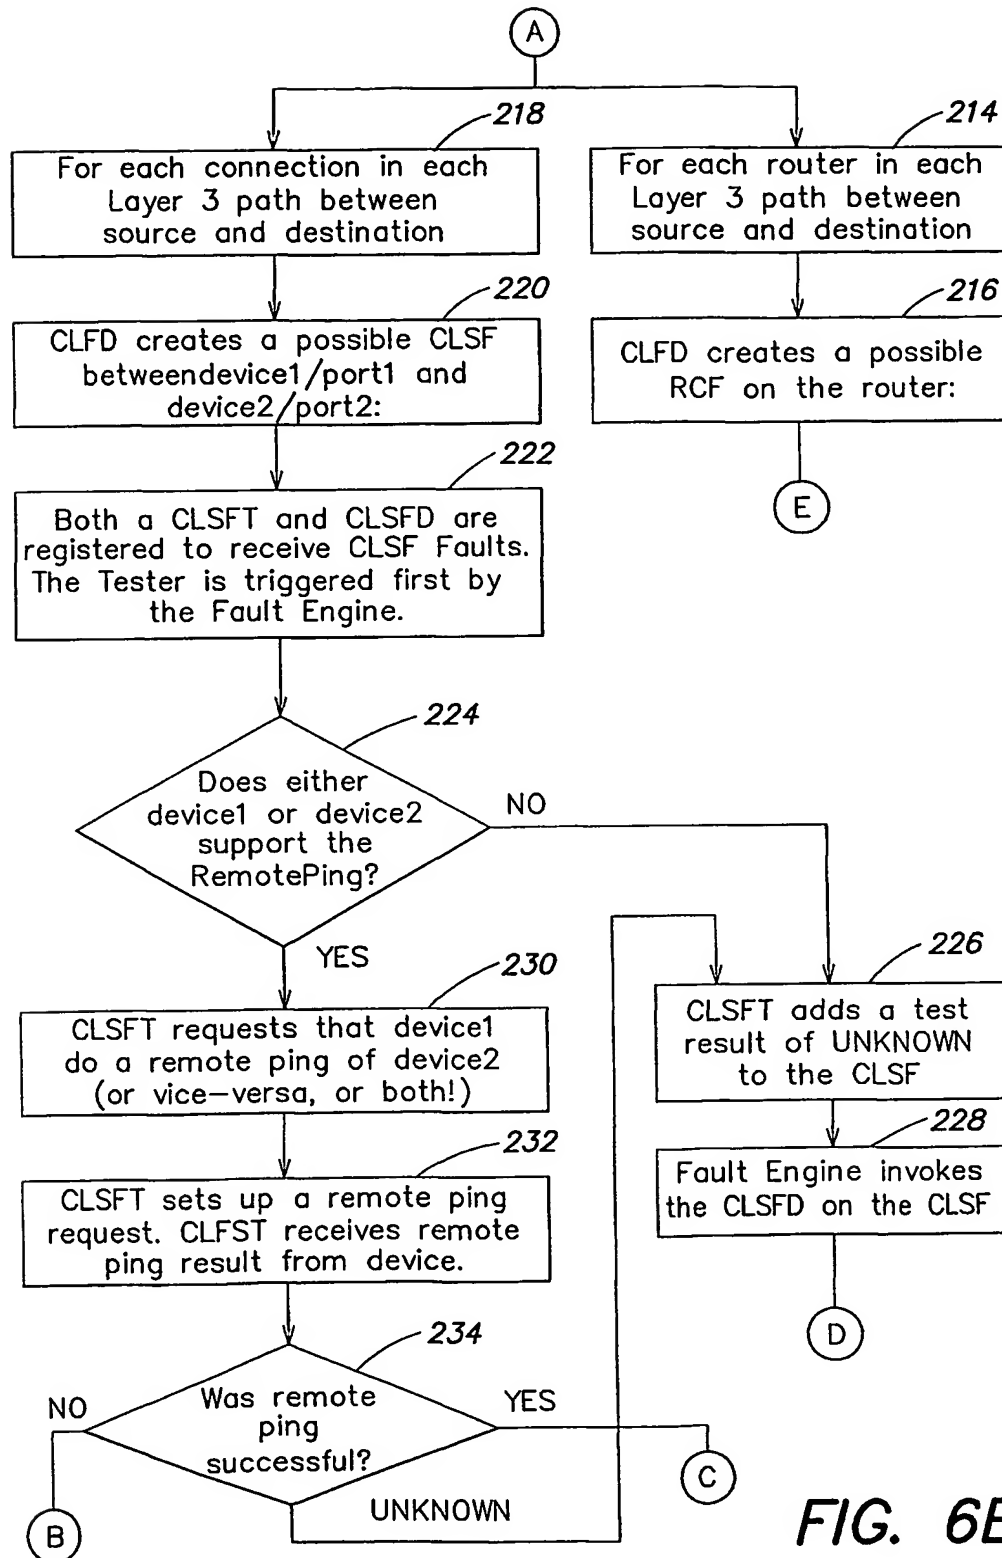 A
218
For each connection in each
Layer 3 path between
source and destination
214
For each router in each
Layer 3 path between
source and destination
220
CLFD creates a possible CLSF
betweendevice1/port1 and
device2/port2:
216
CLFD creates a possible
RCF on the router:
E
222
Both a CLSFT and CLSFD are
registered to receive CLSF Faults.
The Tester is triggered first by
the Fault Engine.
224
Does either
device1 or device2
support the
RemotePing?
NO
YES
230
CLSFT requests that device1
do a remote ping of device2
(or vice-versa, or both!)
226
CLSFT adds a test
result of UNKNOWN
to the CLSF
232
CLSFT sets up a remote ping
request. CLFST receives remote
ping result from device.
228
Fault Engine invokes
the CLSFD on the CLSF
D
234
Was remote
ping
successful?
NO
YES
UNKNOWN
B
C
FIG. 6B